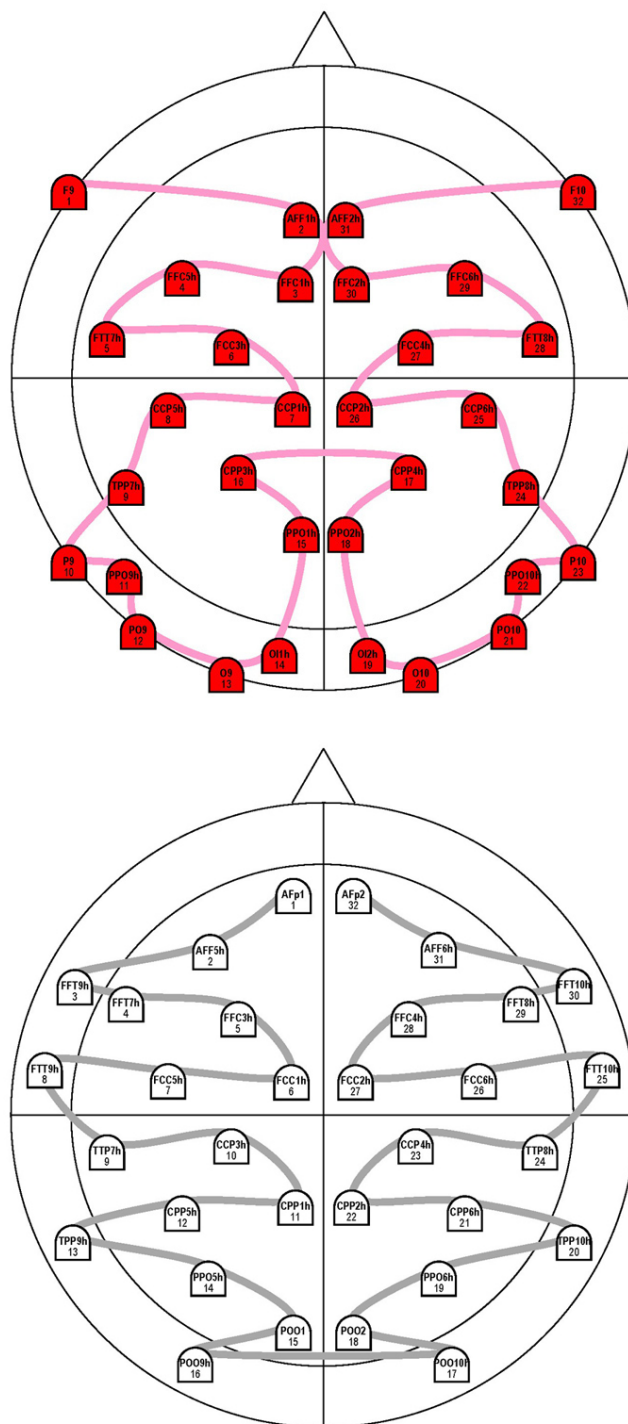 F9
1
F10
32
AFF1h
2
AFF2h
31
FFC5h
4
FFC1h
3
FFC2h
30
FFC6h
29
FTT7h
5
FCC3h
6
FCC4h
27
FTT8h
28
CCP5h
8
CCP1h
7
CCP2h
26
CCP6h
25
CPP3h
16
CPP4h
17
TPP7h
9
TPP8h
24
PPO1h
15
PPO2h
18
P9
10
P10
23
PPO9h
11
PPO10h
22
PO9
12
PO10
21
OI1h
14
OI2h
19
O9
13
O10
20
AFp1
1
AFp2
32
AFF5h
2
AFF6h
31
FFT9h
3
FFT10h
30
FFT7h
4
FFC3h
5
FFC4h
28
FFT8h
29
FTT9h
8
FCC5h
7
FCC1h
6
FCC2h
27
FCC6h
26
FTT10h
25
TTP7h
9
CCP3h
10
CCP4h
23
TTP8h
24
CPP5h
12
CPP1h
11
CPP2h
22
CPP6h
21
TPP9h
13
TPP10h
20
PPO5h
14
PPO6h
19
POO1
15
POO2
18
POO9h
16
POO10h
17